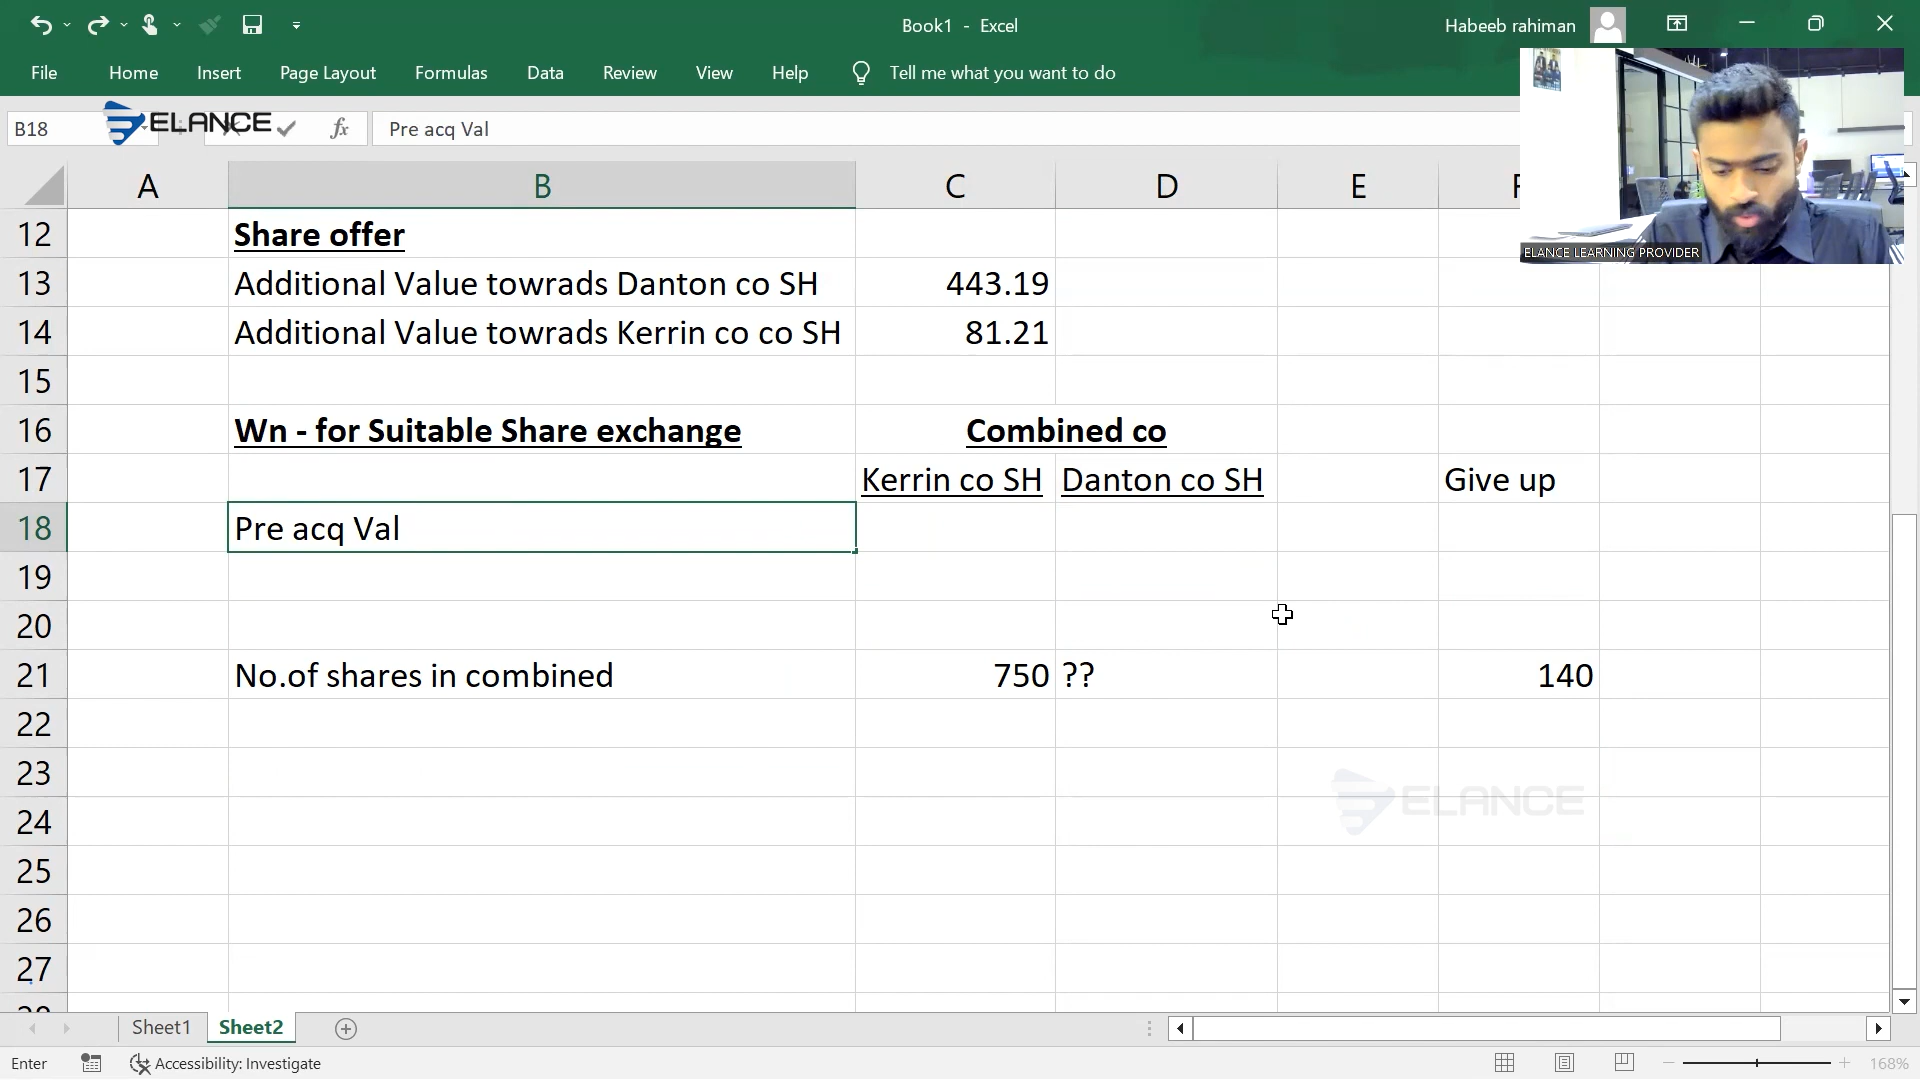 Book1 - Excel
Habeeb rahiman
File Home Insert Page Layout Formulas Data Review View Help Tell me what you want to do
B18 ELANCE fx Pre acq Val
A B C D E F
ELANCE LEARNING PROVIDER
12 Share offer
13 Additional Value towrads Danton co SH 443.19
14 Additional Value towrads Kerrin co co SH 81.21
15
16 Wn - for Suitable Share exchange Combined co
17 Kerrin co SH Danton co SH Give up
18 Pre acq Val
19
20
21 No.of shares in combined 750 ?? 140
22
23
24
ELANCE
25
26
27
Sheet1 Sheet2
Enter Accessibility: Investigate 168%